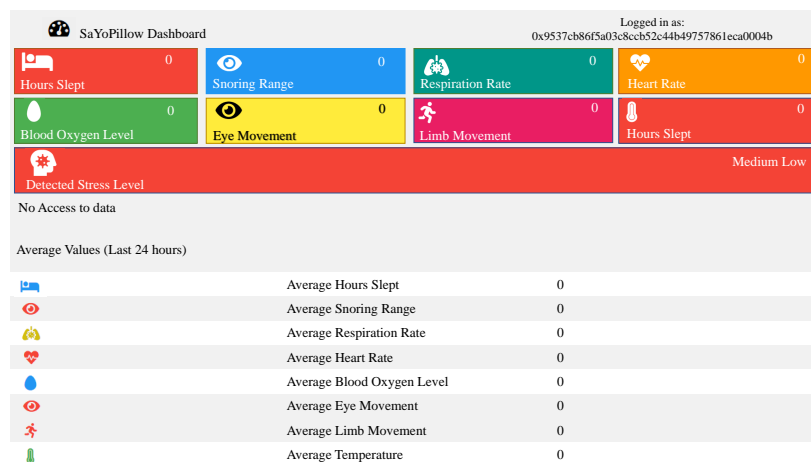 SaYoPillow Dashboard
Logged in as:
0x9537cb86f5a03c8ccb52c44b49757861eca0004b
0
Hours Slept
0
Snoring Range
0
Respiration Rate
0
Heart Rate
0
Blood Oxygen Level
0
Eye Movement
0
Limb Movement
0
Hours Slept
Medium Low
Detected Stress Level
No Access to data
Average Values (Last 24 hours)
Average Hours Slept 0
Average Snoring Range 0
Average Respiration Rate 0
Average Heart Rate 0
Average Blood Oxygen Level 0
Average Eye Movement 0
Average Limb Movement 0
Average Temperature 0